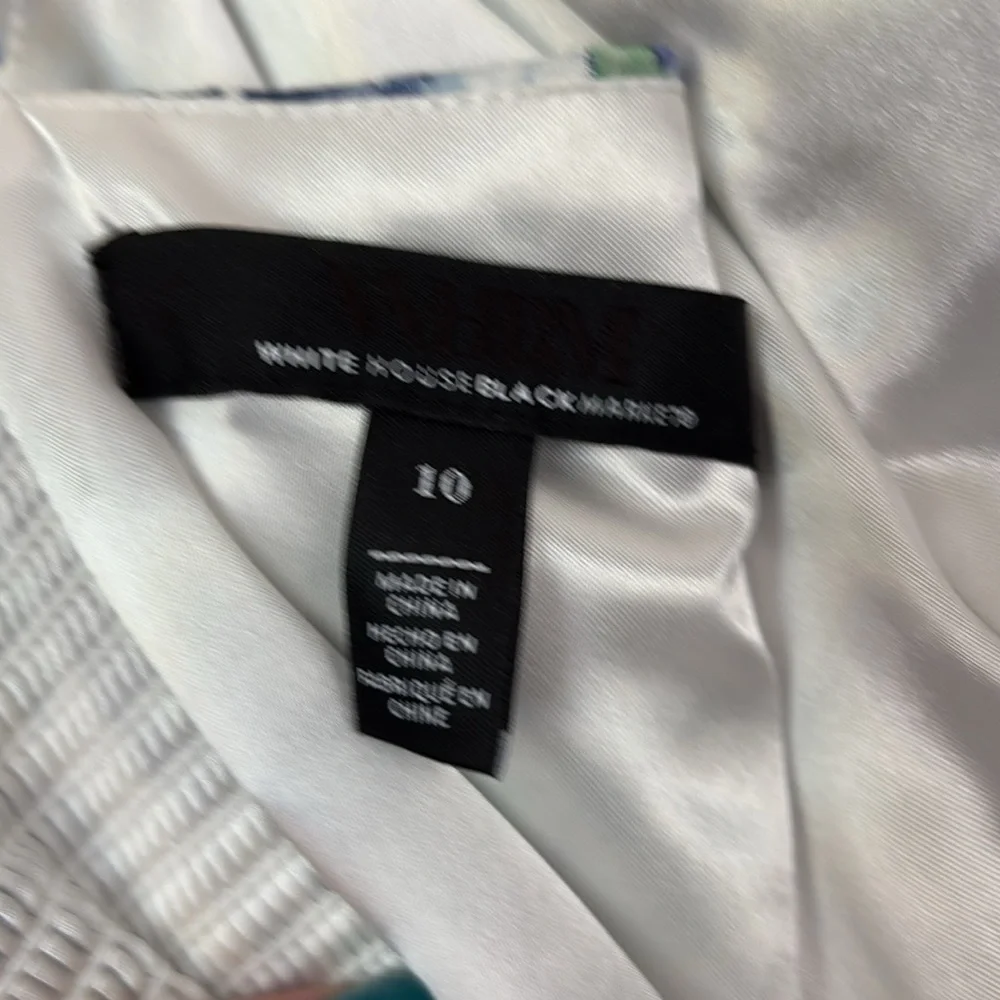 WHITE HOUSE BLACK MARKET
10
MADE IN
CHINA
HECHO EN
CHINA
FABRIQUÉ EN
CHINE